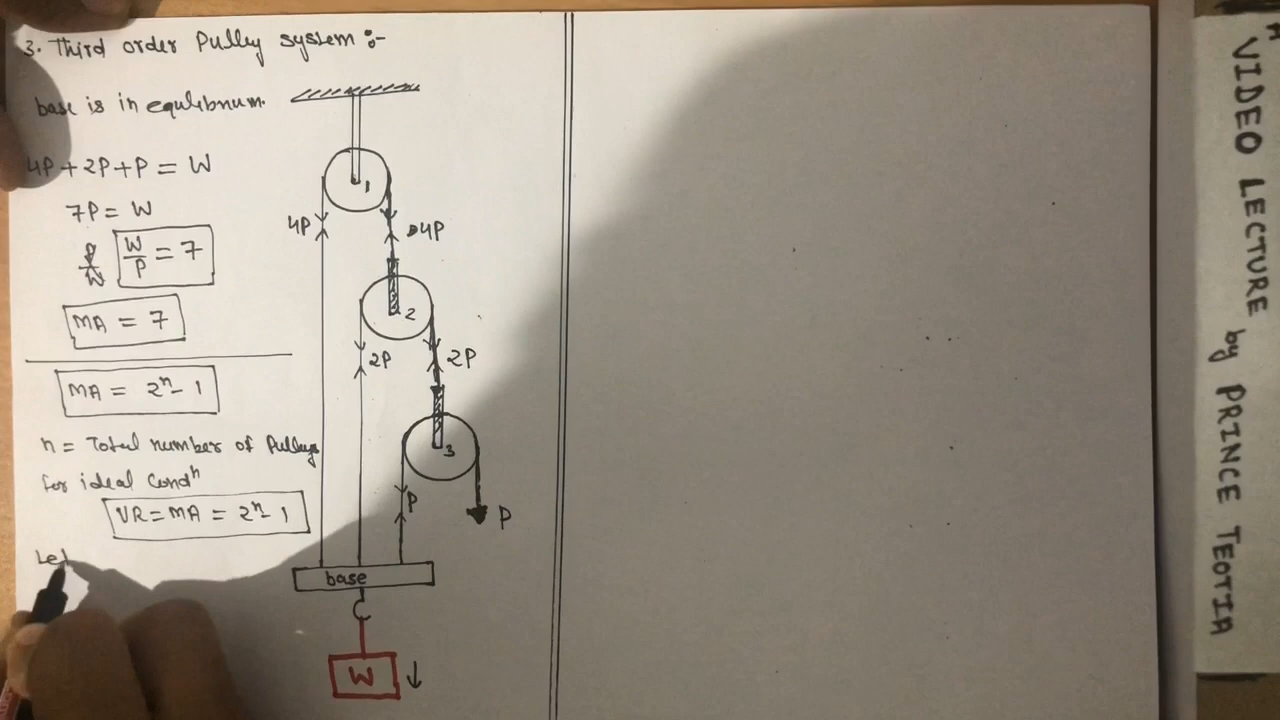 3. Third order Pulley system :-
base is in equlibrium.
4P + 2P + P = W
7P = W
W/P = 7
MA = 7
MA = 2ⁿ - 1
n = Total number of Pulleys
for ideal Condⁿ
VR = MA = 2ⁿ - 1
Let
1
4P
4P
2
2P
2P
3
P
P
base
W
VIDEO LECTURE by PRINCE TEOTIA